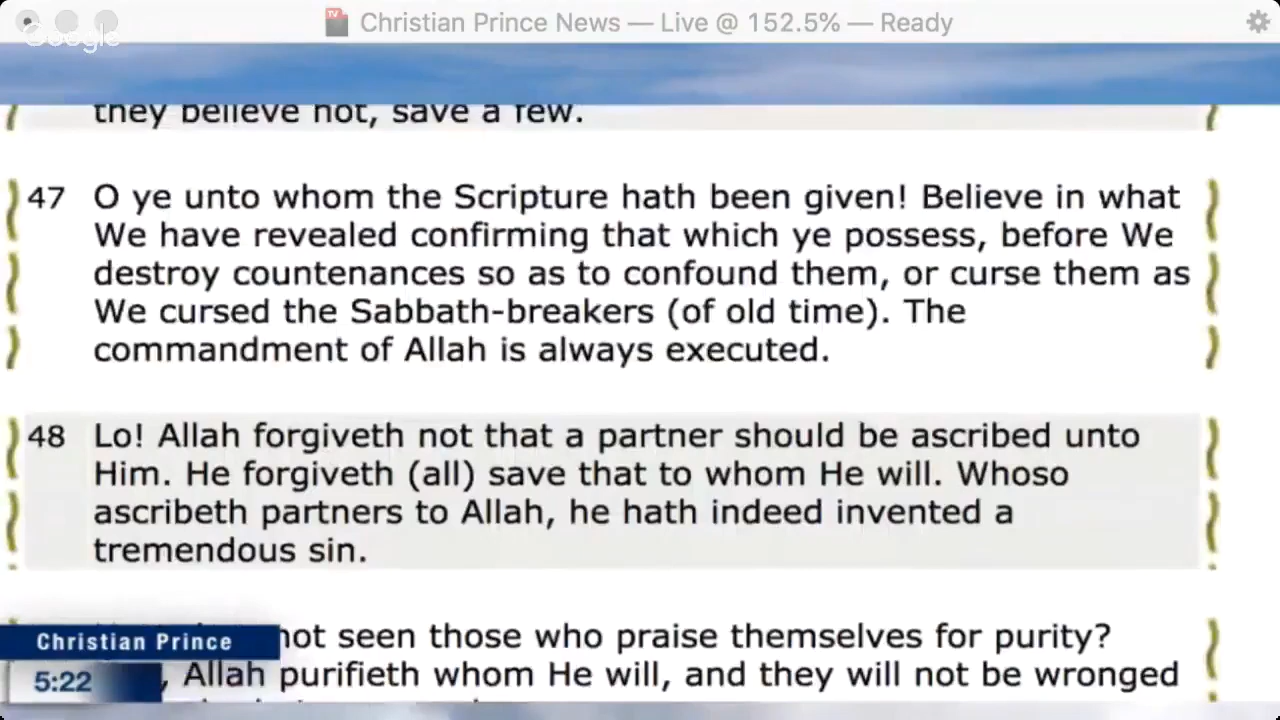 Christian Prince News — Live @ 152.5% — Ready
Google
they believe not, save a few.
47 O ye unto whom the Scripture hath been given! Believe in what
We have revealed confirming that which ye possess, before We
destroy countenances so as to confound them, or curse them as
We cursed the Sabbath-breakers (of old time). The
commandment of Allah is always executed.
48 Lo! Allah forgiveth not that a partner should be ascribed unto
Him. He forgiveth (all) save that to whom He will. Whoso
ascribeth partners to Allah, he hath indeed invented a
tremendous sin.
not seen those who praise themselves for purity?
Christian Prince
, Allah purifieth whom He will, and they will not be wronged
5:22